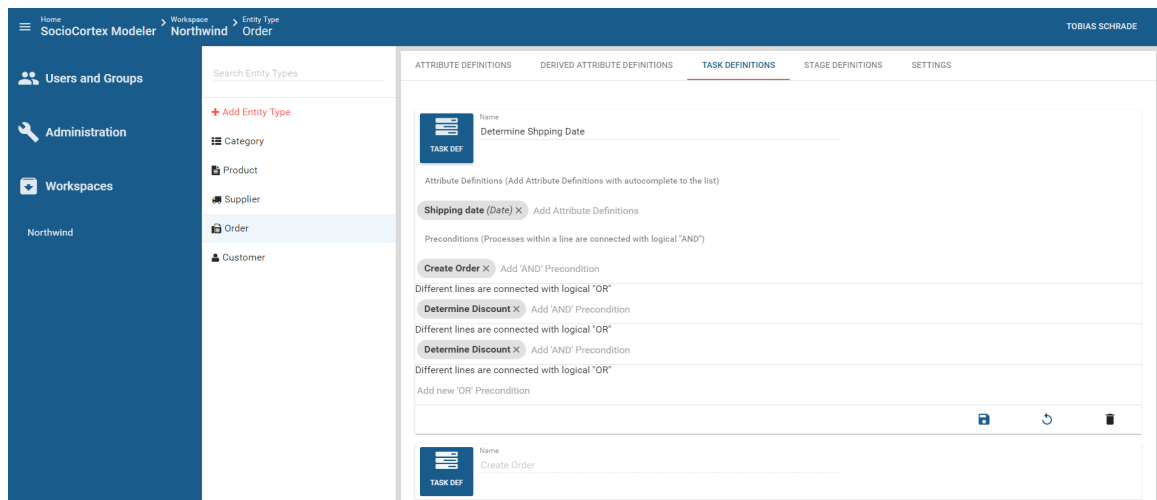 Home Workspace Entity Type
SocioCortex Modeler Northwind Order
TOBIAS SCHRADE
Users and Groups
Administration
Workspaces
Northwind
Search Entity Types
+ Add Entity Type
Category
Product
Supplier
Order
Customer
ATTRIBUTE DEFINITIONS DERIVED ATTRIBUTE DEFINITIONS TASK DEFINITIONS STAGE DEFINITIONS SETTINGS
TASK DEF
Name
Determine Shpping Date
Attribute Definitions (Add Attribute Definitions with autocomplete to the list)
Shipping date (Date) × Add Attribute Definitions
Preconditions (Processes within a line are connected with logical "AND")
Create Order × Add 'AND' Precondition
Different lines are connected with logical "OR"
Determine Discount × Add 'AND' Precondition
Different lines are connected with logical "OR"
Determine Discount × Add 'AND' Precondition
Different lines are connected with logical "OR"
Add new 'OR' Precondition
TASK DEF
Name
Create Order